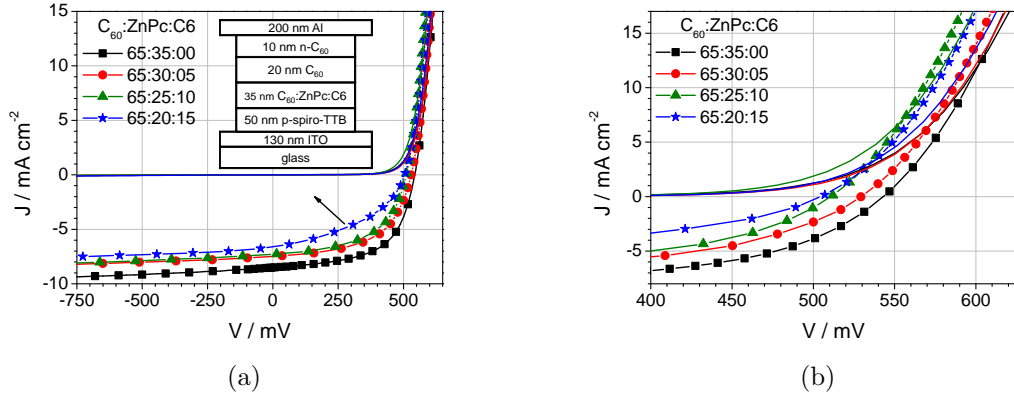 C60:ZnPc:C6
65:35:00
65:30:05
65:25:10
65:20:15
200 nm Al
10 nm n-C60
20 nm C60
35 nm C60:ZnPc:C6
50 nm p-spiro-TTB
130 nm ITO
glass
15
10
5
0
-5
-10
J / mA cm-2
-750
-500
-250
0
250
500
V / mV
(a)
C60:ZnPc:C6
65:35:00
65:30:05
65:25:10
65:20:15
15
10
5
0
-5
J / mA cm-2
400
450
500
550
600
V / mV
(b)